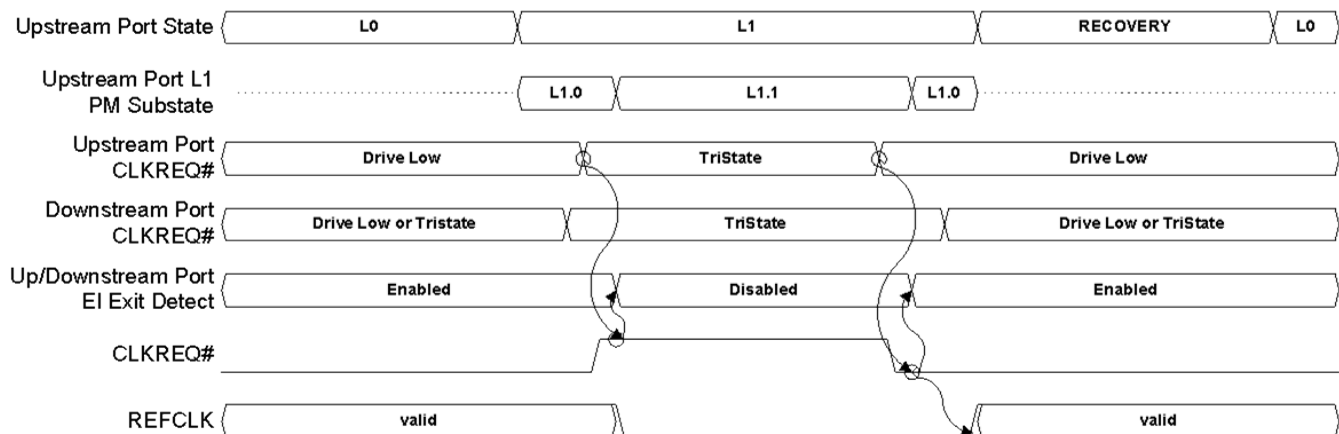 Upstream Port State
L0
L1
RECOVERY
L0
Upstream Port L1
PM Substate
L1.0
L1.1
L1.0
Upstream Port
CLKREQ#
Drive Low
TriState
Drive Low
Downstream Port
CLKREQ#
Drive Low or Tristate
TriState
Drive Low or TriState
Up/Downstream Port
EI Exit Detect
Enabled
Disabled
Enabled
CLKREQ#
REFCLK
valid
valid